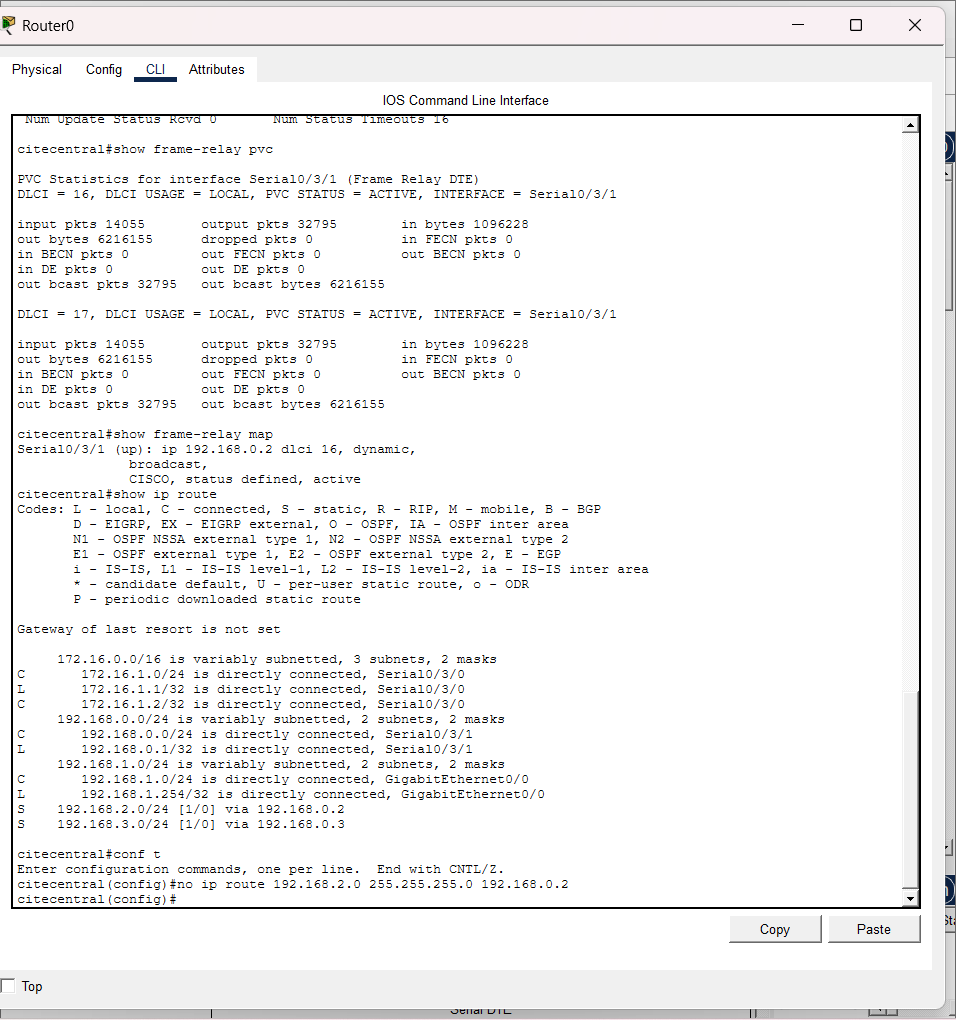 Router0
Physical Config CLI Attributes
IOS Command Line Interface
Num Update Status Rcvd 0 Num Status Timeouts 16
citecentral#show frame-relay pvc
PVC Statistics for interface Serial0/3/1 (Frame Relay DTE)
DLCI = 16, DLCI USAGE = LOCAL, PVC STATUS = ACTIVE, INTERFACE = Serial0/3/1
input pkts 14055 output pkts 32795 in bytes 1096228
out bytes 6216155 dropped pkts 0 in FECN pkts 0
in BECN pkts 0 out FECN pkts 0 out BECN pkts 0
in DE pkts 0 out DE pkts 0
out bcast pkts 32795 out bcast bytes 6216155
DLCI = 17, DLCI USAGE = LOCAL, PVC STATUS = ACTIVE, INTERFACE = Serial0/3/1
input pkts 14055 output pkts 32795 in bytes 1096228
out bytes 6216155 dropped pkts 0 in FECN pkts 0
in BECN pkts 0 out FECN pkts 0 out BECN pkts 0
in DE pkts 0 out DE pkts 0
out bcast pkts 32795 out bcast bytes 6216155
citecentral#show frame-relay map
Serial0/3/1 (up): ip 192.168.0.2 dlci 16, dynamic,
broadcast,
CISCO, status defined, active
citecentral#show ip route
Codes: L - local, C - connected, S - static, R - RIP, M - mobile, B - BGP
D - EIGRP, EX - EIGRP external, O - OSPF, IA - OSPF inter area
N1 - OSPF NSSA external type 1, N2 - OSPF NSSA external type 2
E1 - OSPF external type 1, E2 - OSPF external type 2, E - EGP
i - IS-IS, L1 - IS-IS level-1, L2 - IS-IS level-2, ia - IS-IS inter area
* - candidate default, U - per-user static route, o - ODR
P - periodic downloaded static route
Gateway of last resort is not set
172.16.0.0/16 is variably subnetted, 3 subnets, 2 masks
C 172.16.1.0/24 is directly connected, Serial0/3/0
L 172.16.1.1/32 is directly connected, Serial0/3/0
C 172.16.1.2/32 is directly connected, Serial0/3/0
192.168.0.0/24 is variably subnetted, 2 subnets, 2 masks
C 192.168.0.0/24 is directly connected, Serial0/3/1
L 192.168.0.1/32 is directly connected, Serial0/3/1
192.168.1.0/24 is variably subnetted, 2 subnets, 2 masks
C 192.168.1.0/24 is directly connected, GigabitEthernet0/0
L 192.168.1.254/32 is directly connected, GigabitEthernet0/0
S 192.168.2.0/24 [1/0] via 192.168.0.2
S 192.168.3.0/24 [1/0] via 192.168.0.3
citecentral#conf t
Enter configuration commands, one per line. End with CNTL/Z.
citecentral(config)#no ip route 192.168.2.0 255.255.255.0 192.168.0.2
citecentral(config)#
Copy Paste
Top
Serial DTE